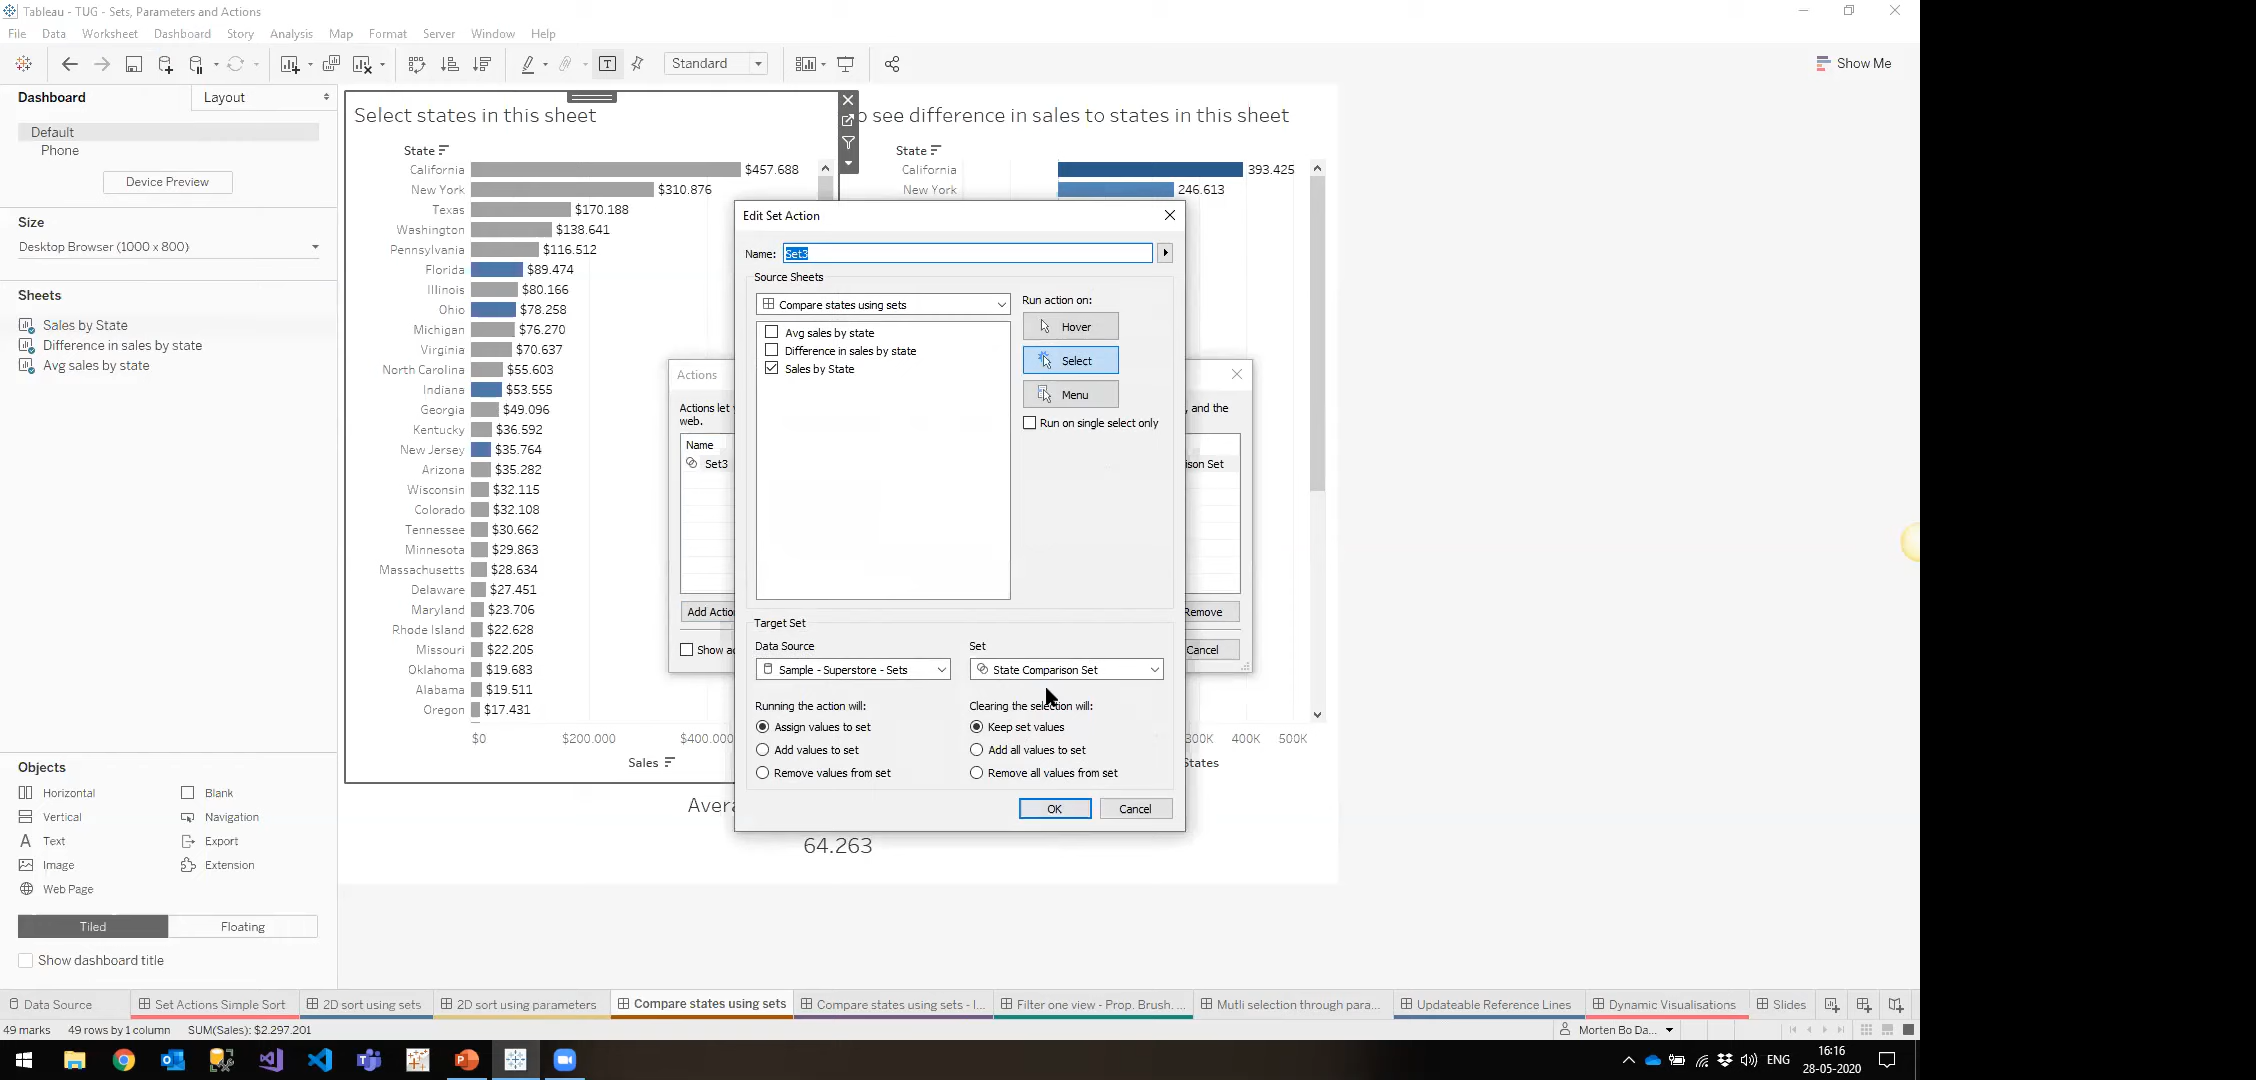 Tableau - TUG - Sets, Parameters and Actions
File Data Worksheet Dashboard Story Analysis Map Format Server Window Help
Standard
Show Me
Dashboard Layout
Default
Phone
Device Preview
Size
Desktop Browser (1000 x 800)
Sheets
Sales by State
Difference in sales by state
Avg sales by state
Objects
Horizontal Blank
Vertical Navigation
Text Export
Image Extension
Web Page
Tiled Floating
Show dashboard title
Select states in this sheet
State
California $457.688
New York $310.876
Texas $170.188
Washington $138.641
Pennsylvania $116.512
Florida $89.474
Illinois $80.166
Ohio $78.258
Michigan $76.270
Virginia $70.637
North Carolina $55.603
Indiana $53.555
Georgia $49.096
Kentucky $36.592
New Jersey $35.764
Arizona $35.282
Wisconsin $32.115
Colorado $32.108
Tennessee $30.662
Minnesota $29.863
Massachusetts $28.634
Delaware $27.451
Maryland $23.706
Rhode Island $22.628
Missouri $22.205
Oklahoma $19.683
Alabama $19.511
Oregon $17.431
$0 $200.000 $400.000
Sales
o see difference in sales to states in this sheet
State
California 393.425
New York 246.613
300K 400K 500K
States
Avera
64.263
Actions
Actions let , and the
web.
Name
Set3 ison Set
Add Actio Remove
Show ac Cancel
Edit Set Action
Name: Set3
Source Sheets
Compare states using sets
Avg sales by state
Difference in sales by state
Sales by State
Run action on:
Hover
Select
Menu
Run on single select only
Target Set
Data Source Set
Sample - Superstore - Sets State Comparison Set
Running the action will: Clearing the selection will:
Assign values to set Keep set values
Add values to set Add all values to set
Remove values from set Remove all values from set
OK Cancel
Data Source Set Actions Simple Sort 2D sort using sets 2D sort using parameters Compare states using sets Compare states using sets - I... Filter one view - Prop. Brush. ... Mutli selection through para... Updateable Reference Lines Dynamic Visualisations Slides
49 marks 49 rows by 1 column SUM(Sales): $2.297.201 Morten Bo Da...
ENG 16:16
28-05-2020